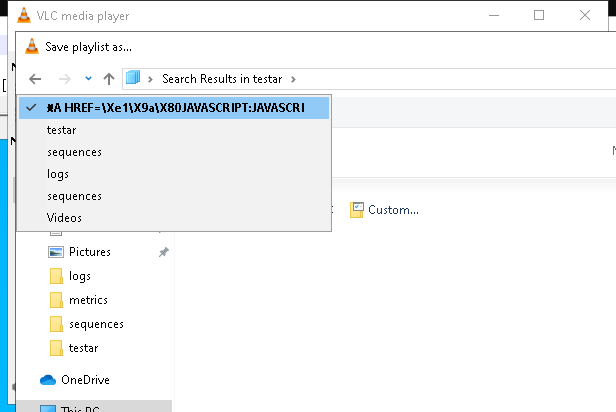 VLC media player
Save playlist as...
Search Results in testar
A HREF=\Xe1\X9a\X80JAVASCRIPT:JAVASCRI
testar
sequences
logs
sequences
Videos
Custom...
Pictures
logs
metrics
sequences
testar
OneDrive
This PC